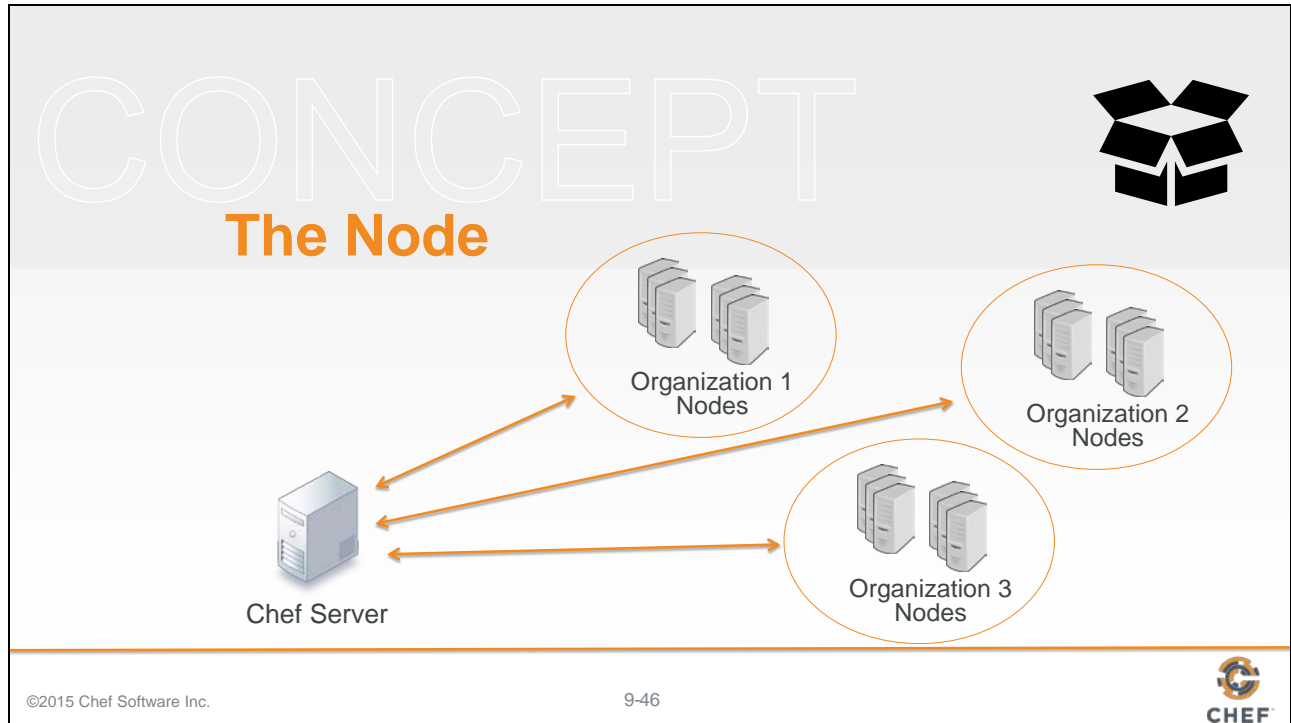 CONCEPT
The Node
Organization 1
Nodes
Organization 2
Nodes
Organization 3
Nodes
Chef Server
©2015 Chef Software Inc.
9-46
CHEF